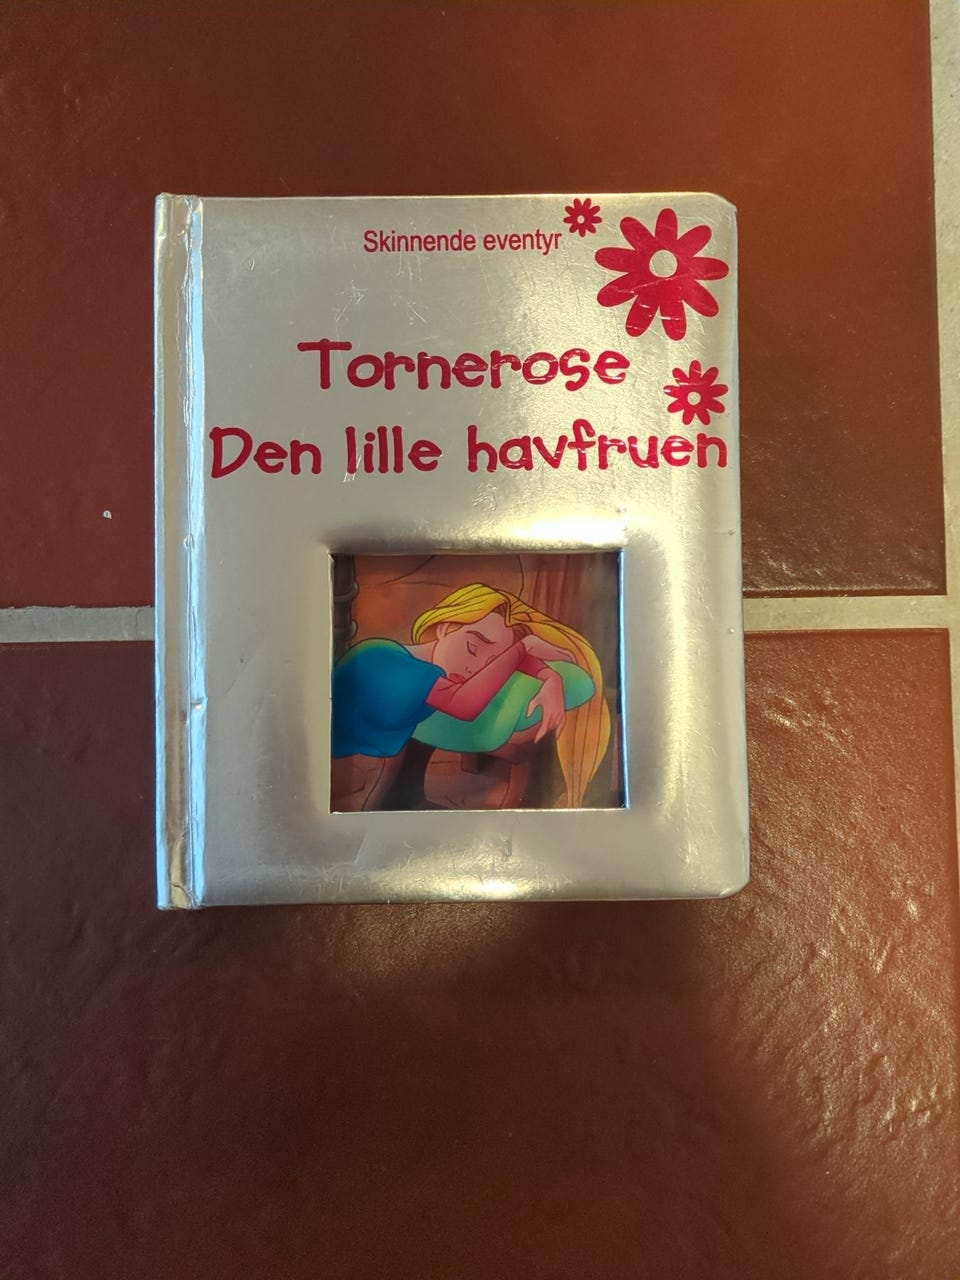 Skinnende eventyr
Tornerose
Den lille havfruen